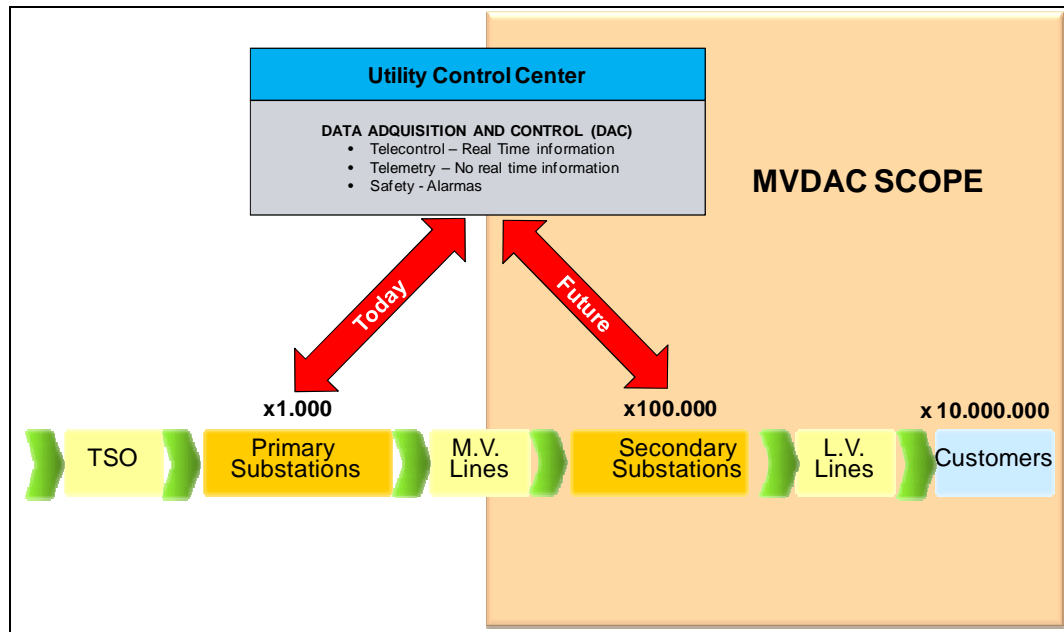 Utility Control Center
DATA ADQUISITION AND CONTROL (DAC)
• Telecontrol – Real Time information
• Telemetry – No real time information
• Safety - Alarmas
MVDAC SCOPE
Today
Future
x1.000
x100.000
x 10.000.000
TSO
Primary
Substations
M.V.
Lines
Secondary
Substations
L.V.
Lines
Customers